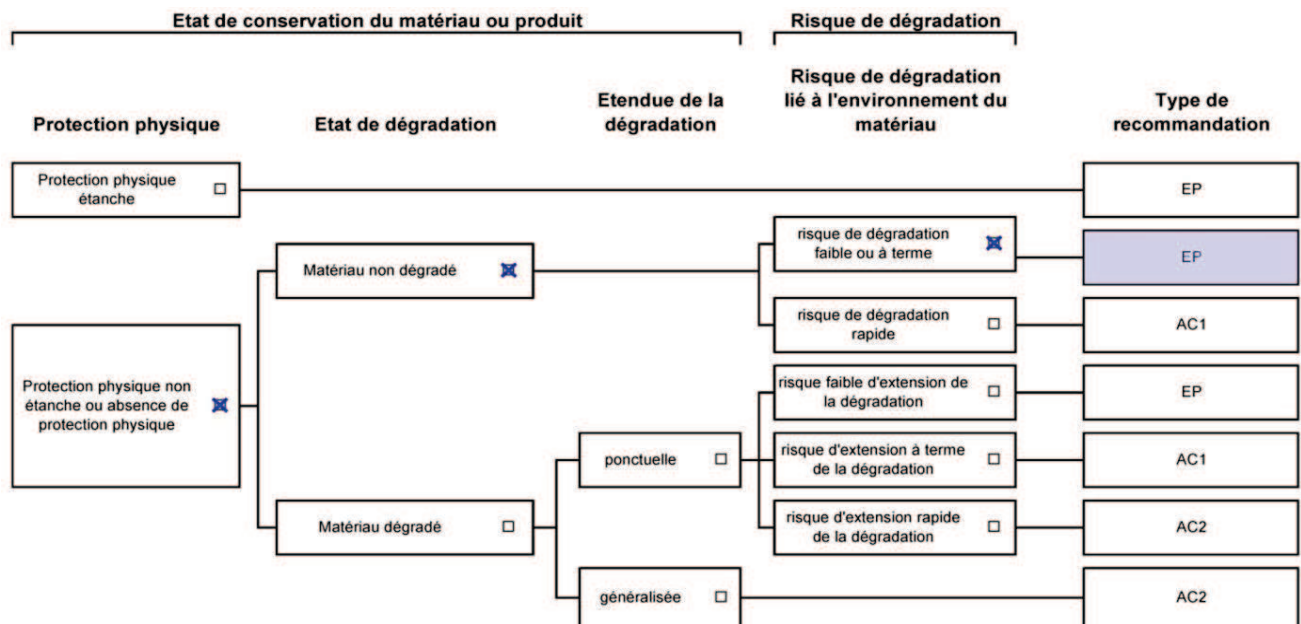 Etat de conservation du matériau ou produit
Risque de dégradation
Protection physique
Etat de dégradation
Etendue de la
dégradation
Risque de dégradation
lié à l'environnement du
matériau
Type de
recommandation
Protection physique
étanche
EP
Matériau non dégradé
risque de dégradation
faible ou à terme
EP
risque de dégradation
rapide
AC1
Protection physique non
étanche ou absence de
protection physique
risque faible d'extension de
la dégradation
EP
ponctuelle
risque d'extension à terme
de la dégradation
AC1
Matériau dégradé
risque d'extension rapide
de la dégradation
AC2
généralisée
AC2